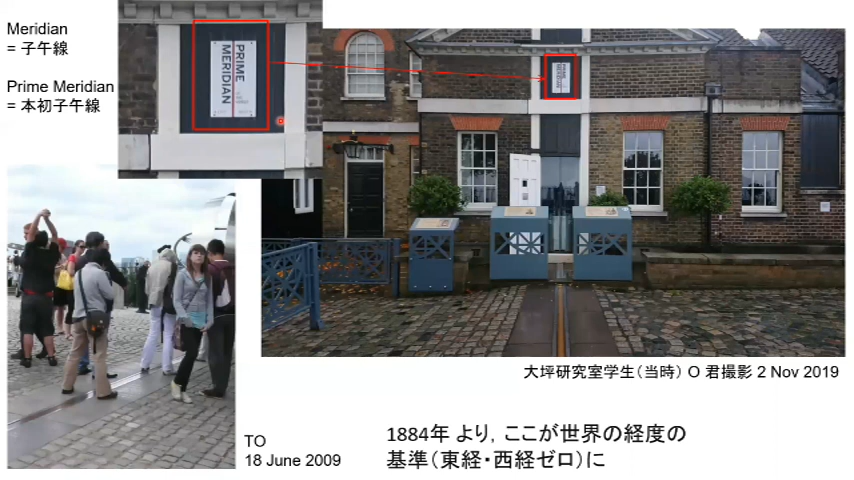 Meridian
= 子午線
Prime Meridian
= 本初子午線
PRIME
MERIDIAN
PRIME
MERIDIAN
大坪研究室学生(当時) O 君撮影 2 Nov 2019
TO
18 June 2009
1884年 より, ここが世界の経度の
基準(東経・西経ゼロ)に